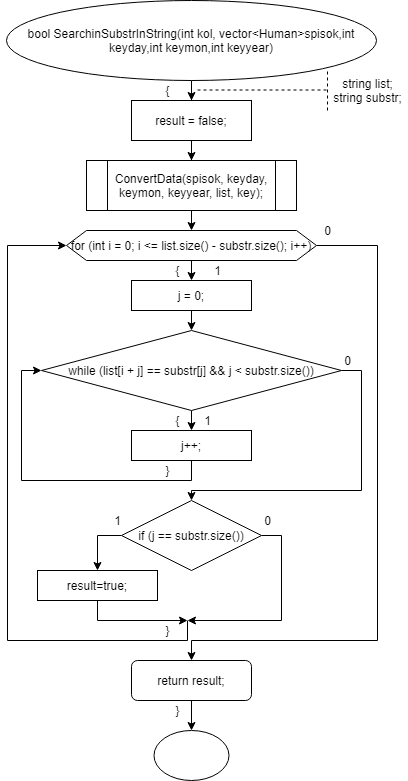 bool SearchinSubstrInString(int kol, vector<Human>spisok,int
keyday,int keymon,int keyyear)
string list;
string substr;
{
result = false;
ConvertData(spisok, keyday,
keymon, keyyear, list, key);
0
for (int i = 0; i <= list.size() - substr.size(); i++)
{ 1
j = 0;
0
while (list[i + j] == substr[j] && j < substr.size())
{ 1
j++;
}
1 0
if (j == substr.size())
result=true;
}
return result;
}